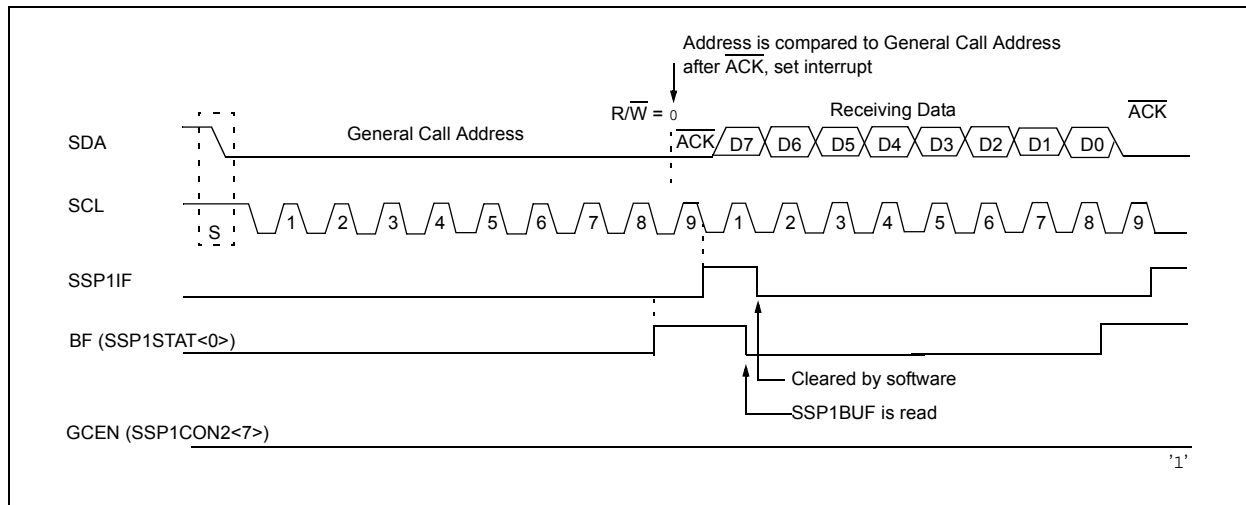 Address is compared to General Call Address
after ACK, set interrupt
R/W = 0
Receiving Data
ACK
SDA
General Call Address
ACK
D7 D6 D5 D4 D3 D2 D1 D0
SCL
S
1 2 3 4 5 6 7 8 9 1 2 3 4 5 6 7 8 9
SSP1IF
BF (SSP1STAT<0>)
Cleared by software
SSP1BUF is read
GCEN (SSP1CON2<7>)
'1'